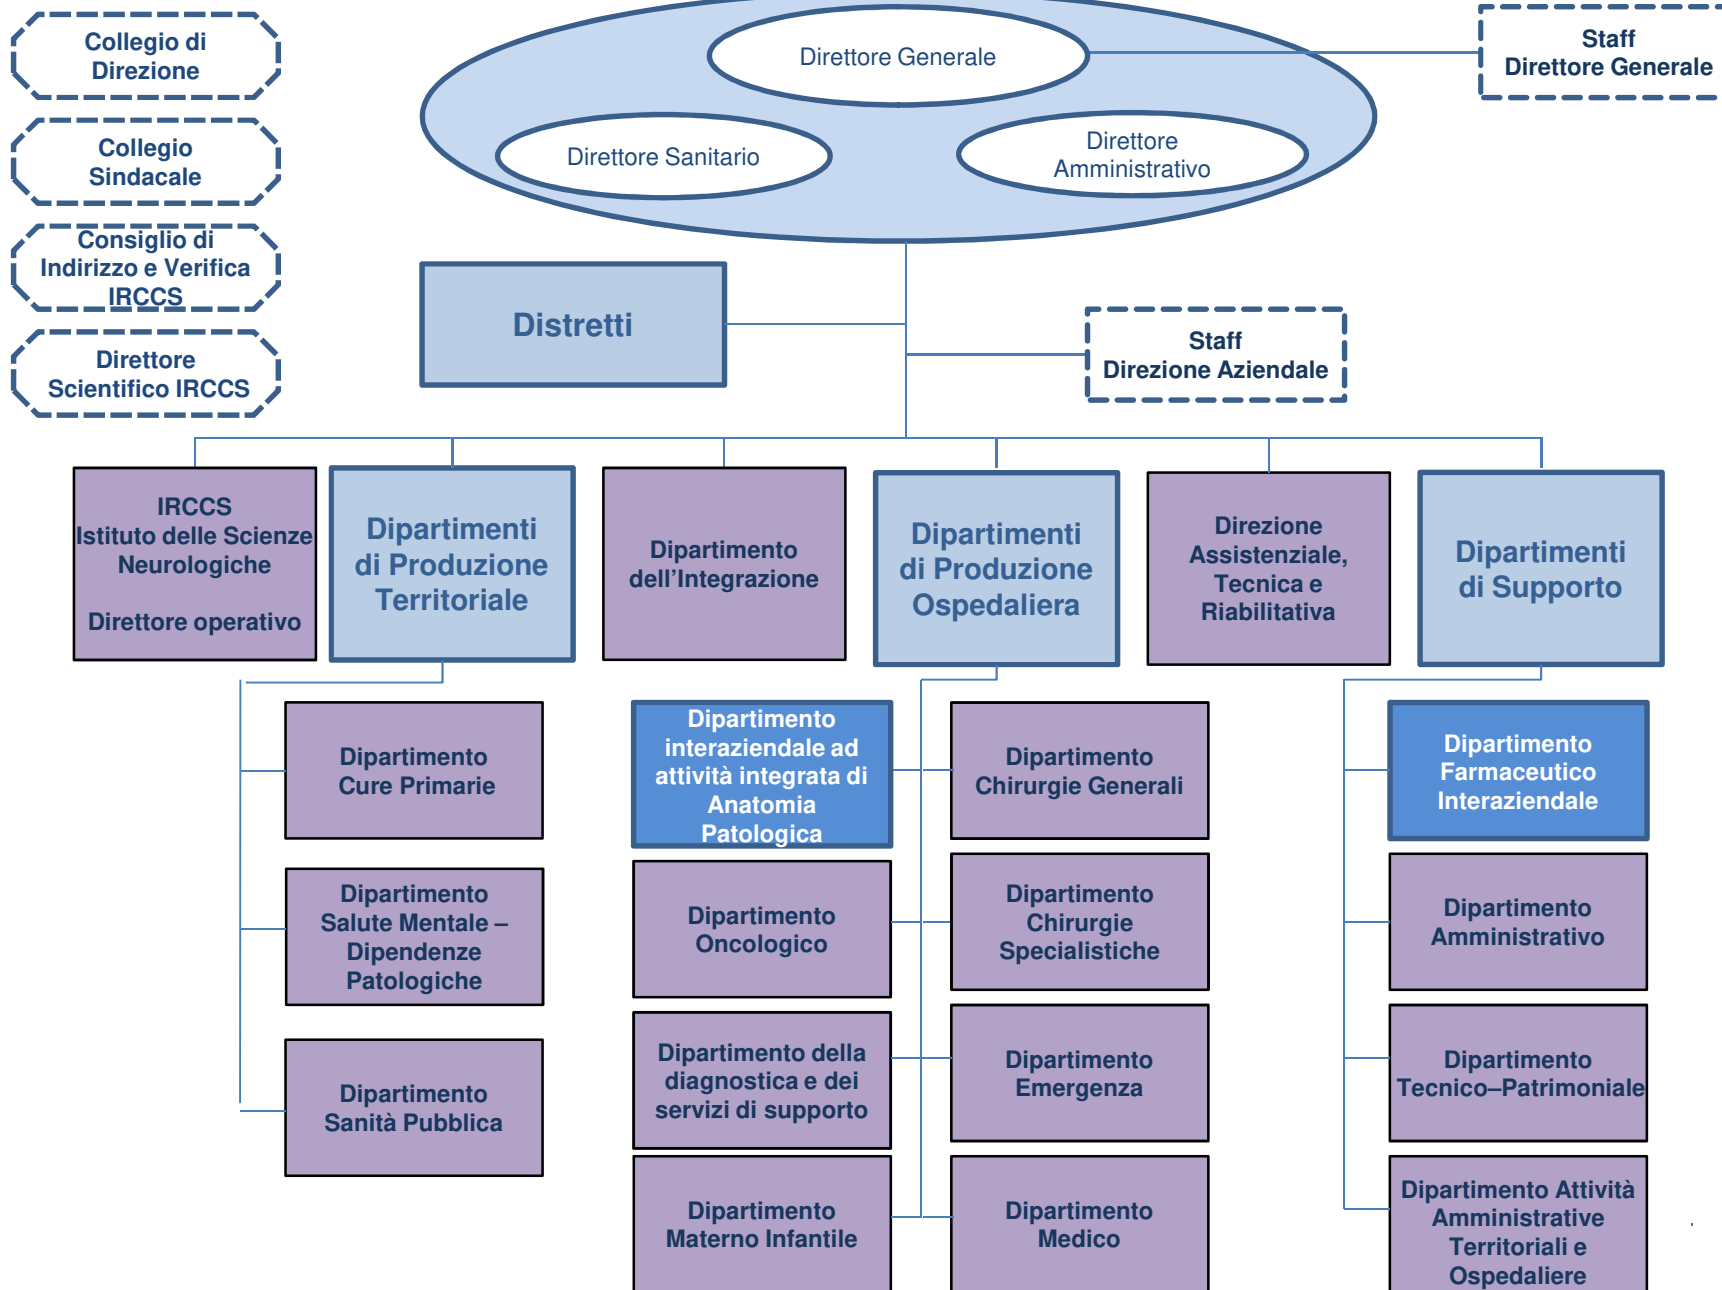 Collegio di
Direzione
Collegio
Sindacale
Consiglio di
Indirizzo e Verifica
IRCCS
Direttore
Scientifico IRCCS
Direttore Generale
Direttore Sanitario
Direttore
Amministrativo
Staff
Direttore Generale
Distretti
Staff
Direzione Aziendale
IRCCS
Istituto delle Scienze
Neurologiche
Direttore operativo
Dipartimenti
di Produzione
Territoriale
Dipartimento
dell’Integrazione
Dipartimenti
di Produzione
Ospedaliera
Direzione
Assistenziale,
Tecnica e
Riabilitativa
Dipartimenti
di Supporto
Dipartimento
Cure Primarie
Dipartimento
Salute Mentale –
Dipendenze
Patologiche
Dipartimento
Sanità Pubblica
Dipartimento
interaziendale ad
attività integrata di
Anatomia
Patologica
Dipartimento
Oncologico
Dipartimento della
diagnostica e dei
servizi di supporto
Dipartimento
Materno Infantile
Dipartimento
Chirurgie Generali
Dipartimento
Chirurgie
Specialistiche
Dipartimento
Emergenza
Dipartimento
Medico
Dipartimento
Farmaceutico
Interaziendale
Dipartimento
Amministrativo
Dipartimento
Tecnico–Patrimoniale
Dipartimento Attività
Amministrative
Territoriali e
Ospedaliere